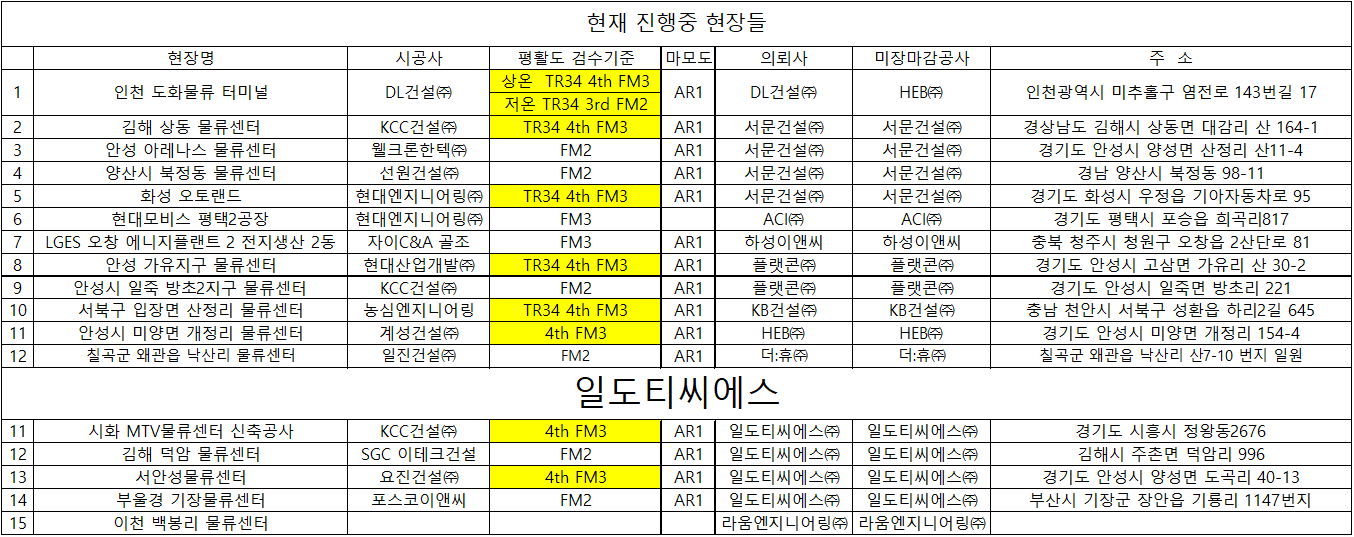 현재 진행중 현장들
현장명 시공사 평활도 검수기준 마모도 의뢰사 미장마감공사 주 소
1 인천 도화물류 터미널 DL건설㈜ 상온 TR34 4th FM3 AR1 DL건설㈜ HEB㈜ 인천광역시 미추홀구 염전로 143번길 17
저온 TR34 3rd FM2
2 김해 상동 물류센터 KCC건설㈜ TR34 4th FM3 AR1 서문건설㈜ 서문건설㈜ 경상남도 김해시 상동면 대감리 산 164-1
3 안성 아레나스 물류센터 웰크론한텍㈜ FM2 AR1 서문건설㈜ 서문건설㈜ 경기도 안성시 양성면 산정리 산11-4
4 양산시 북정동 물류센터 선원건설㈜ FM2 AR1 서문건설㈜ 서문건설㈜ 경남 양산시 북정동 98-11
5 화성 오토랜드 현대엔지니어링㈜ TR34 4th FM3 AR1 서문건설㈜ 서문건설㈜ 경기도 화성시 우정읍 기아자동차로 95
6 현대모비스 평택2공장 현대엔지니어링㈜ FM3 ACI㈜ ACI㈜ 경기도 평택시 포승읍 희곡리817
7 LGES 오창 에니지플랜트 2 전지생산 2동 자이C&A 골조 FM3 AR1 하성이앤씨 하성이앤씨 충북 청주시 청원구 오창읍 2산단로 81
8 안성 가유지구 물류센터 현대산업개발㈜ TR34 4th FM3 AR1 플랫콘㈜ 플랫콘㈜ 경기도 안성시 고삼면 가유리 산 30-2
9 안성시 일죽 방초2지구 물류센터 KCC건설㈜ FM2 AR1 플랫콘㈜ 플랫콘㈜ 경기도 안성시 일죽면 방초리 221
10 서북구 입장면 산정리 물류센터 농심엔지니어링 TR34 4th FM3 AR1 KB건설㈜ KB건설㈜ 충남 천안시 서북구 성환읍 하리2길 645
11 안성시 미양면 개정리 물류센터 계성건설㈜ 4th FM3 AR1 HEB㈜ HEB㈜ 경기도 안성시 미양면 개정리 154-4
12 칠곡군 왜관읍 낙산리 물류센터 일진건설㈜ FM2 AR1 더:휴㈜ 더:휴㈜ 칠곡군 왜관읍 낙산리 산7-10 번지 일원
일도티씨에스
11 시화 MTV물류센터 신축공사 KCC건설㈜ 4th FM3 AR1 일도티씨에스㈜ 일도티씨에스㈜ 경기도 시흥시 정왕동2676
12 김해 덕암 물류센터 SGC 이테크건설 FM2 AR1 일도티씨에스㈜ 일도티씨에스㈜ 김해시 주촌면 덕암리 996
13 서안성물류센터 요진건설㈜ 4th FM3 AR1 일도티씨에스㈜ 일도티씨에스㈜ 경기도 안성시 양성면 도곡리 40-13
14 부울경 기장물류센터 포스코이앤씨 FM2 AR1 일도티씨에스㈜ 일도티씨에스㈜ 부산시 기장군 장안읍 기룡리 1147번지
15 이천 백봉리 물류센터 라움엔지니어링㈜ 라움엔지니어링㈜